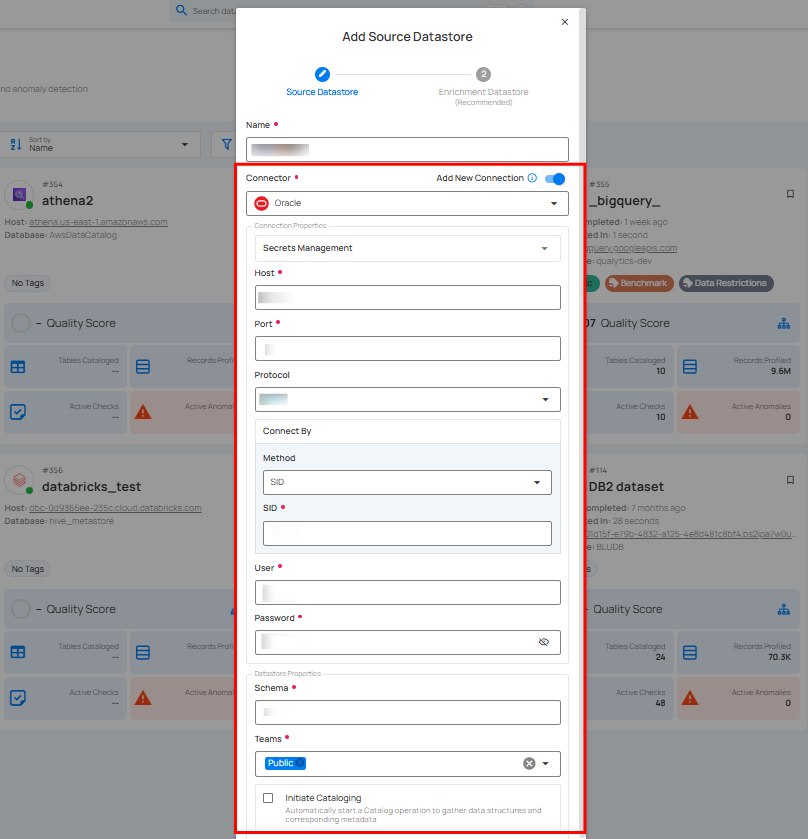 Search data
Add Source Datastore
Source Datastore
2
Enrichment Datastore
(Recommended)
nd anomaly detection
Sort by
Name
Name •
Connector •
Add New Connection
Oracle
Connection Properties
Secrets Management
Host •
Port •
Protocol
Connect By
Method
SID
SID •
User •
Password •
Datastore Properties
Schema •
Teams •
Public
Initiate Cataloging
Automatically start a Catalog operation to gather data structures and
corresponding metadata
#354
athena2
Host: athena.us-east-1.amazonaws.com
Database: AwsDataCatalog
No Tags
– Quality Score
Tables Cataloged
--
Records Profil
Active Checks
--
Active Anomal
#356
databricks_test
Host: dbc-0d9365ee-235c.cloud.databricks.com
Database: hive_metastore
No Tags
– Quality Score
Tables Cataloged
--
Records Profil
Active Checks
--
Active Anomal
#355
_bigquery_
mpleted: 1 week ago
ed In: 1 second
gquery.googleapis.com
e: qualytics-dev
c
Benchmark
Data Restrictions
07 Quality Score
Tables Cataloged
10
Records Profiled
9.6M
Active Checks
10
Active Anomalies
0
#114
DB2 dataset
ompleted: 7 months ago
ed In: 28 seconds
01d15f-e79b-4832-a125-4e8d481c8bf4.bs2ipa7w0u...
e: BLUDB
s
Quality Score
Tables Cataloged
24
Records Profiled
70.3K
Active Checks
48
Active Anomalies
0